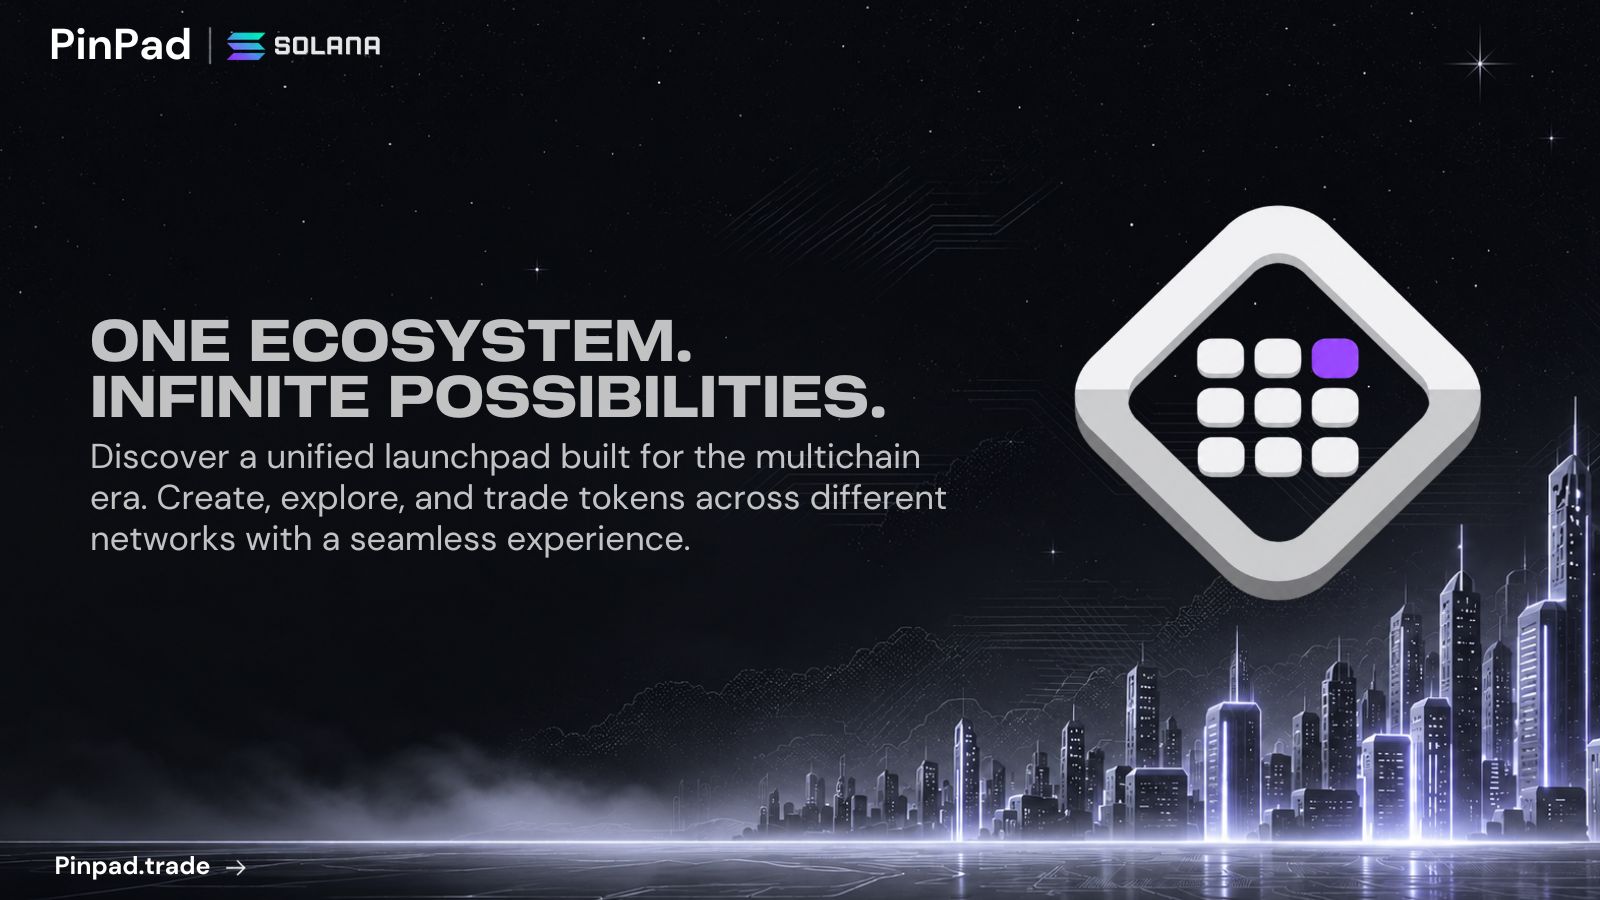 PinPad | SOLANA
ONE ECOSYSTEM.
INFINITE POSSIBILITIES.
Discover a unified launchpad built for the multichain
era. Create, explore, and trade tokens across different
networks with a seamless experience.
Pinpad.trade →